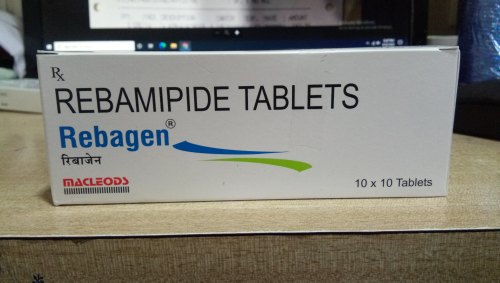 Rx
REBAMIPIDE TABLETS
Rebagen®
रिबाजेन
MACLEODS
10 x 10 Tablets